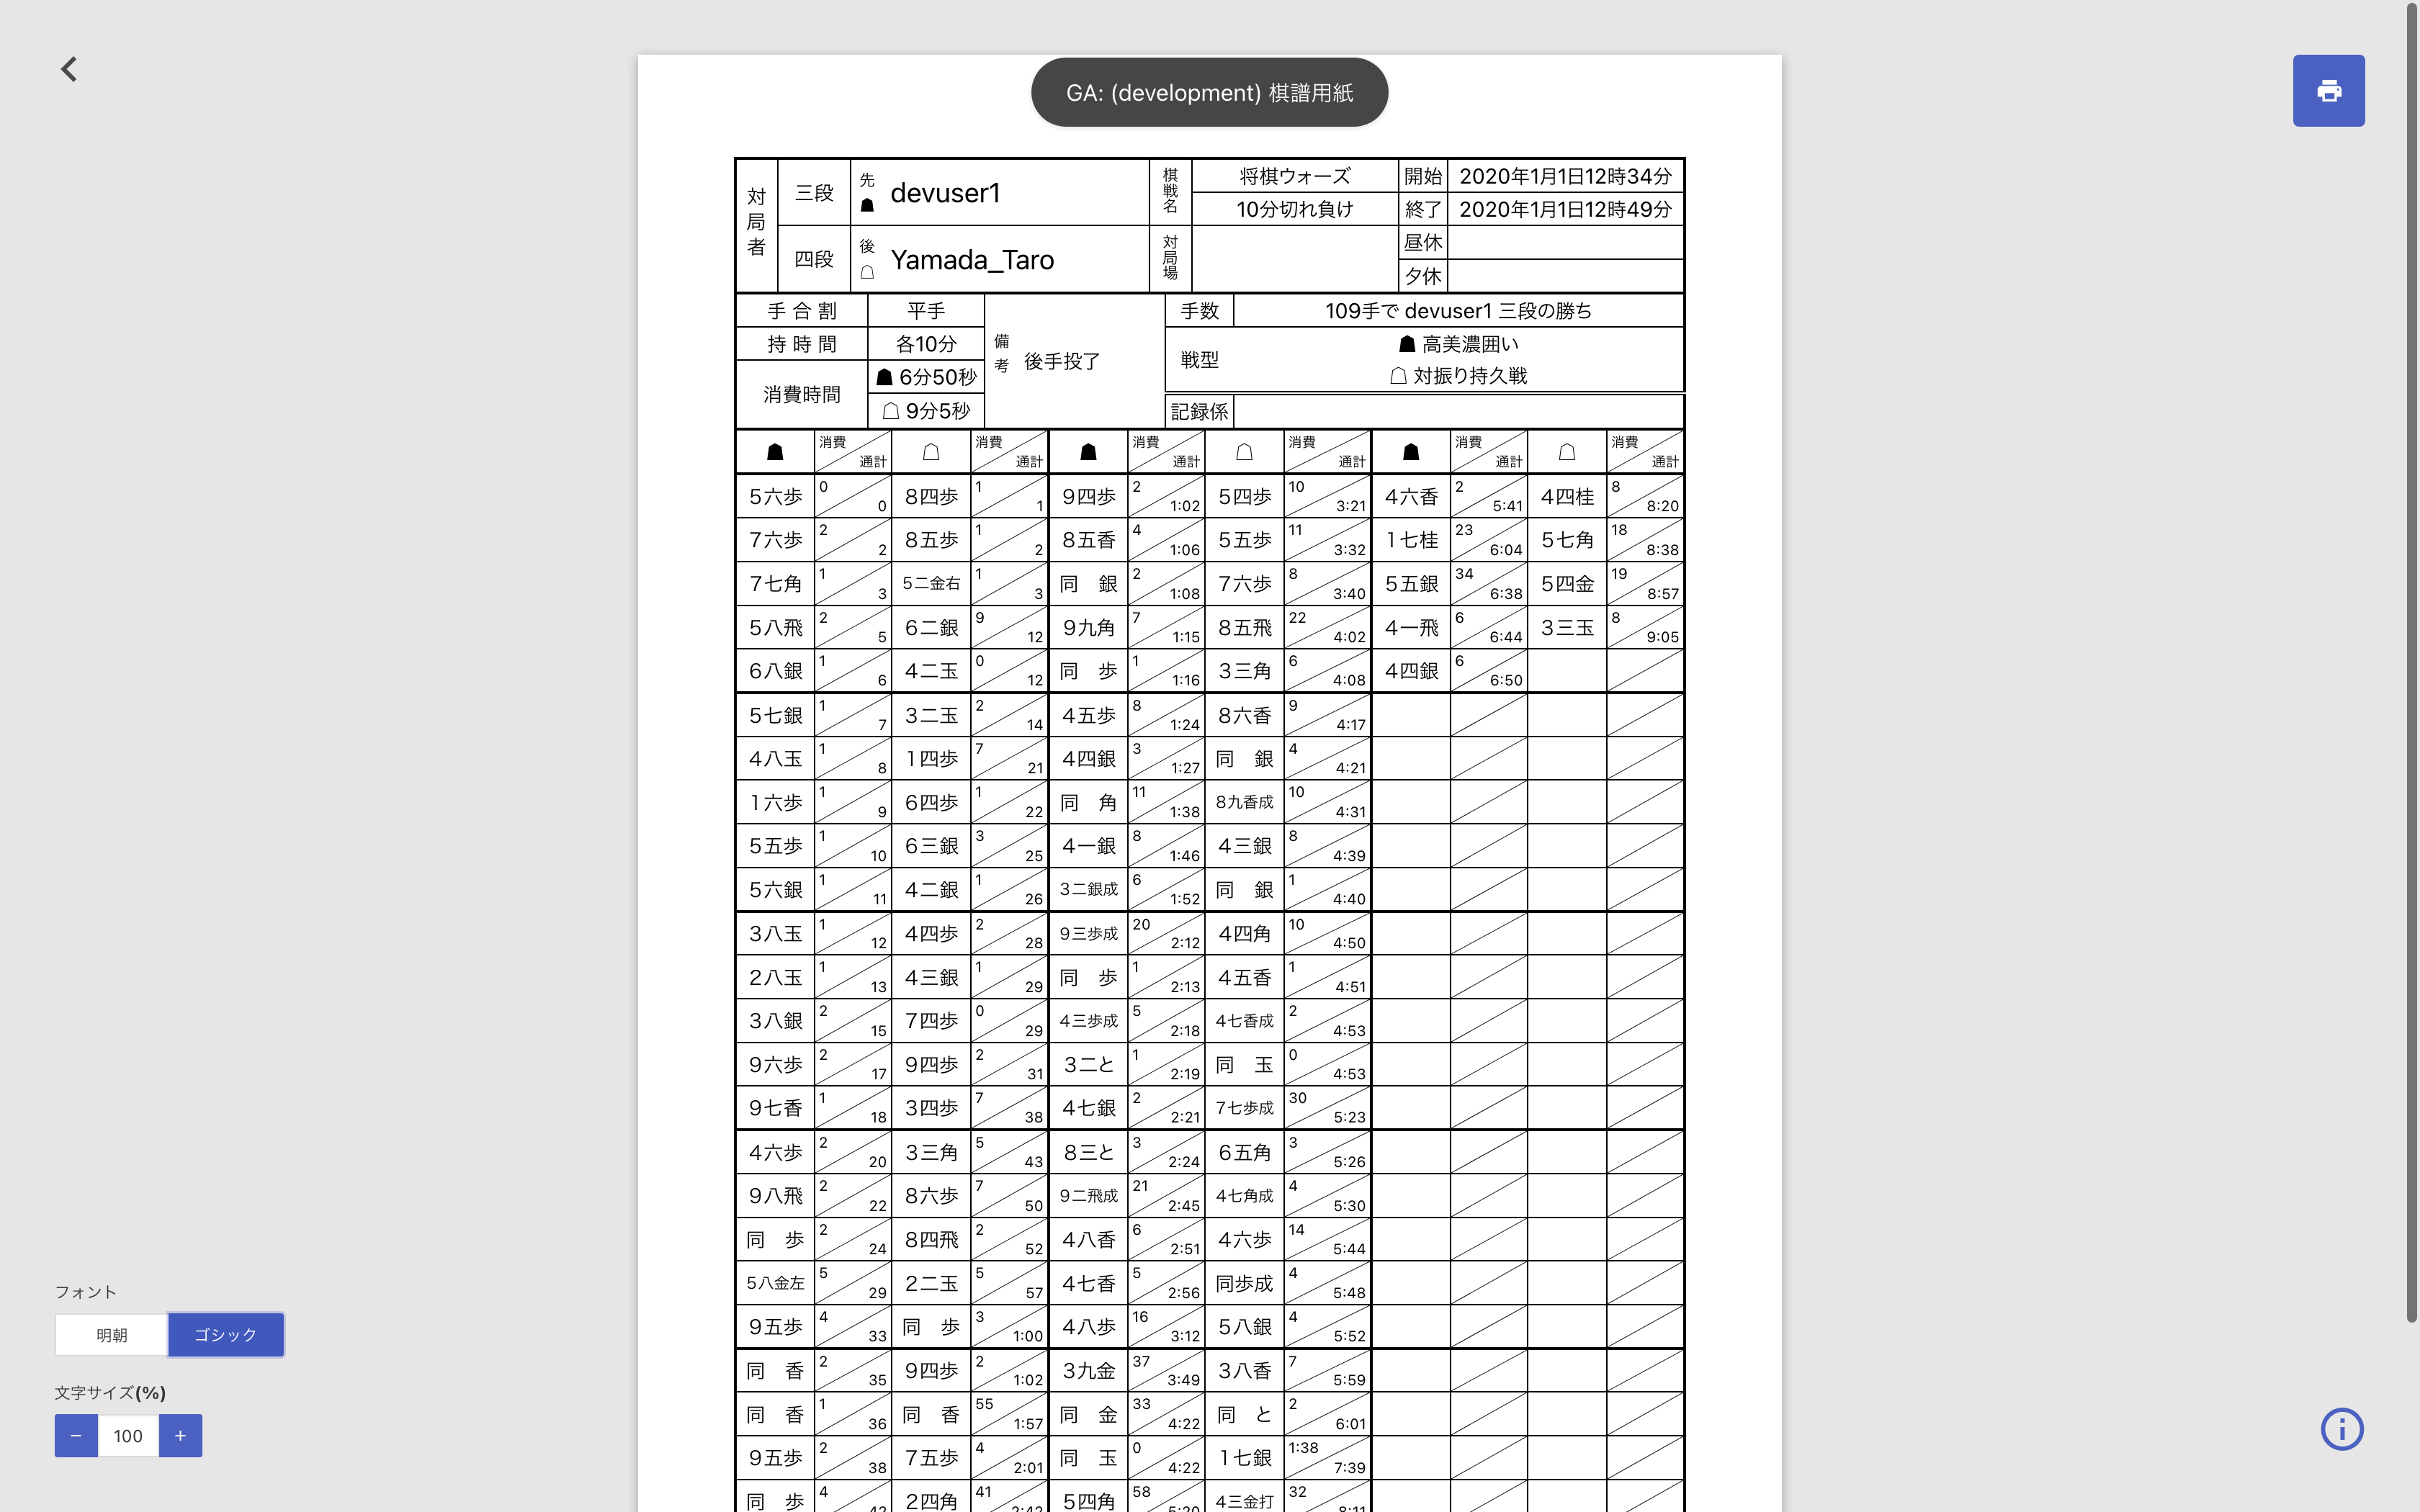 GA: (development) 棋譜用紙
対局者 三段 先 devuser1 棋戦名 将棋ウォーズ 開始 2020年1月1日12時34分
10分切れ負け 終了 2020年1月1日12時49分
四段 後 Yamada_Taro 対局場 昼休
夕休
手合割 平手 備考 後手投了 手数 109手で devuser1 三段の勝ち
持時間 各10分 戦型 高美濃囲い
消費時間 6分50秒 対振り持久戦
9分5秒 記録係
消費 通計 消費 通計 消費 通計 消費 通計 消費 通計 消費 通計
5六歩 0 0 8四歩 1 1 9四歩 2 1:02 5四歩 10 3:21 4六香 2 5:41 4四桂 8 8:20
7六歩 2 2 8五歩 1 2 8五香 4 1:06 5五歩 11 3:32 1七桂 23 6:04 5七角 18 8:38
7七角 1 3 5二金右 1 3 同 銀 2 1:08 7六歩 8 3:40 5五銀 34 6:38 5四金 19 8:57
5八飛 2 5 6二銀 9 12 9九角 7 1:15 8五飛 22 4:02 4一飛 6 6:44 3三玉 8 9:05
6八銀 1 6 4二玉 0 12 同 歩 1 1:16 3三角 6 4:08 4四銀 6 6:50
5七銀 1 7 3二玉 2 14 4五歩 8 1:24 8六香 9 4:17
4八玉 1 8 1四歩 7 21 4四銀 3 1:27 同 銀 4 4:21
1六歩 1 9 6四歩 1 22 同 角 11 1:38 8九香成 10 4:31
5五歩 1 10 6三銀 3 25 4一銀 8 1:46 4三銀 8 4:39
5六銀 1 11 4二銀 1 26 3二銀成 6 1:52 同 銀 1 4:40
3八玉 1 12 4四歩 2 28 9三歩成 20 2:12 4四角 10 4:50
2八玉 1 13 4三銀 1 29 同 歩 1 2:13 4五香 1 4:51
3八銀 2 15 7四歩 0 29 4三歩成 5 2:18 4七香成 2 4:53
9六歩 2 17 9四歩 2 31 3二と 1 2:19 同 玉 0 4:53
9七香 1 18 3四歩 7 38 4七銀 2 2:21 7七歩成 30 5:23
4六歩 2 20 3三角 5 43 8三と 3 2:24 6五角 3 5:26
9八飛 2 22 8六歩 7 50 9二飛成 21 2:45 4七角成 4 5:30
同 歩 2 24 8四飛 2 52 4八香 6 2:51 4六歩 14 5:44
5八金左 5 29 2二玉 5 57 4七香 5 2:56 同歩成 4 5:48
9五歩 4 33 同 歩 3 1:00 4八歩 16 3:12 5八銀 4 5:52
同 香 2 35 9四歩 2 1:02 3九金 37 3:49 3八香 7 5:59
同 香 1 36 同 香 55 1:57 同 金 33 4:22 同 と 2 6:01
9五歩 2 38 7五歩 4 2:01 同 玉 0 4:22 1七銀 1:38 7:39
同 歩 4 2四角 41 5四角 58 4三金打 32
フォント
明朝 ゴシック
文字サイズ(%)
− 100 +